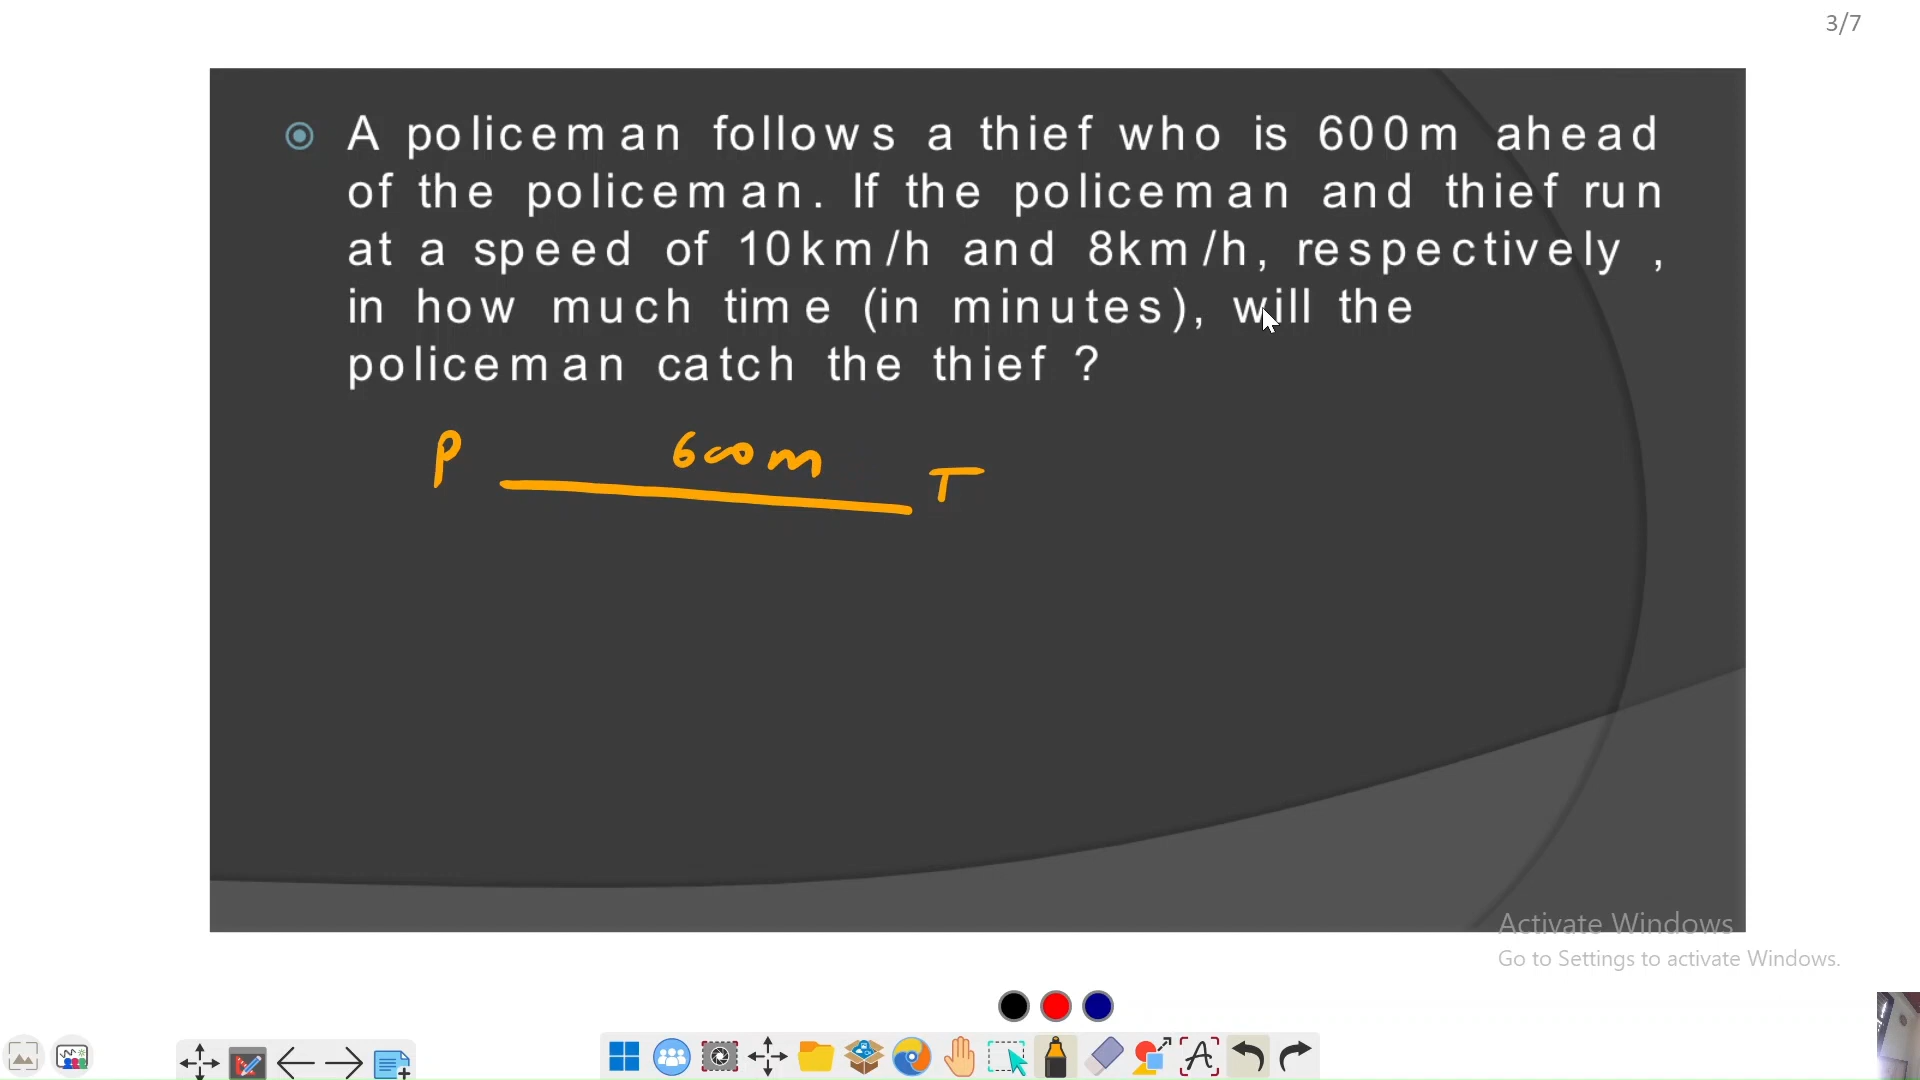 3/7
A policeman follows a thief who is 600m ahead
of the policeman. If the policeman and thief run
at a speed of 10km/h and 8km/h, respectively ,
in how much time (in minutes), will the
policeman catch the thief ?
P 600m T
Activate Windows
Go to Settings to activate Windows.